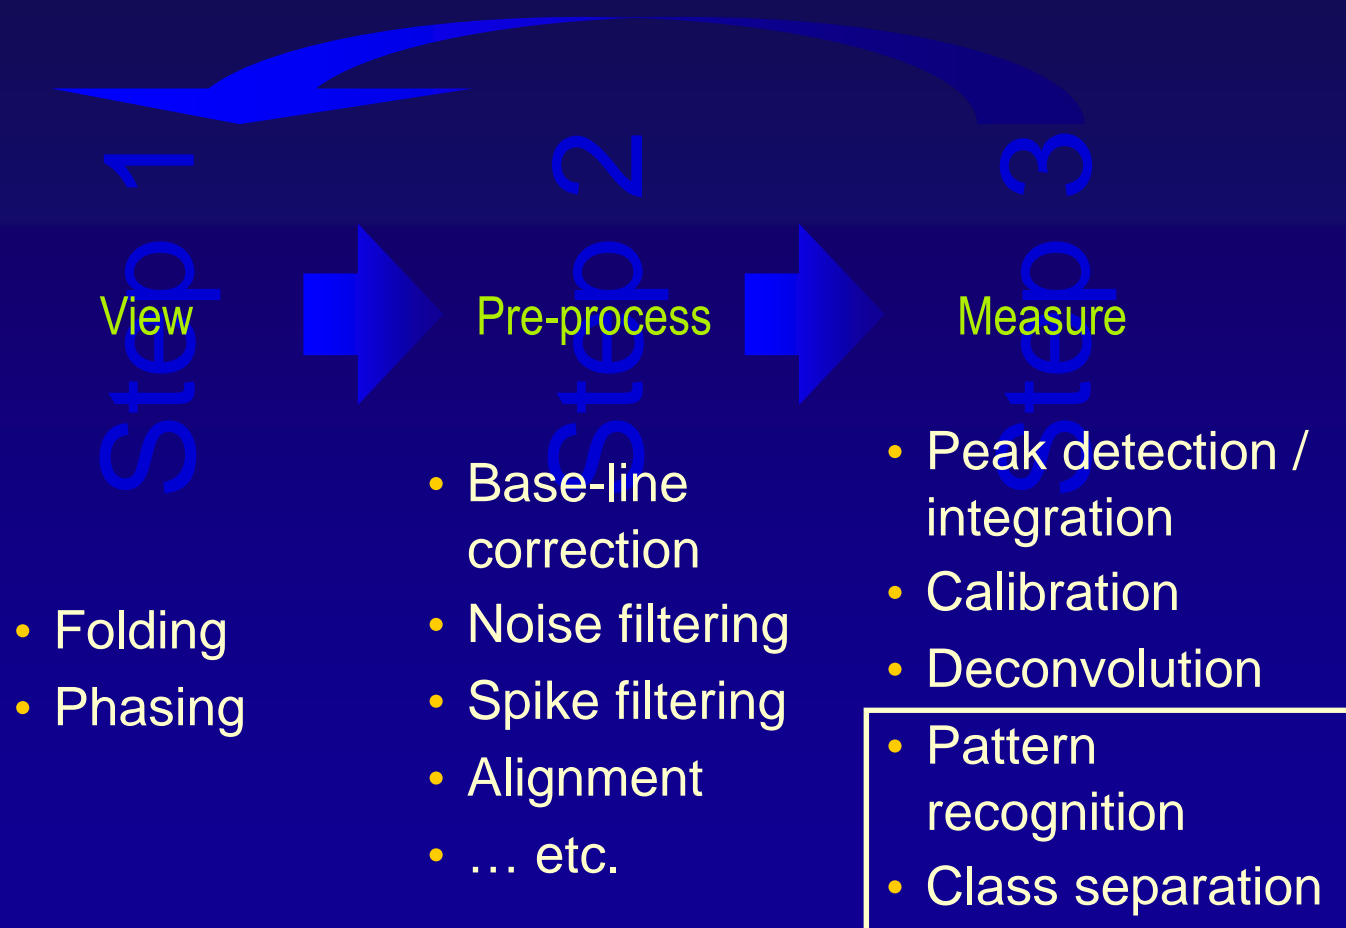 Step 1
View
• Folding
• Phasing
Step 2
Pre-process
• Base-line
correction
• Noise filtering
• Spike filtering
• Alignment
• … etc.
Step 3
Measure
• Peak detection /
integration
• Calibration
• Deconvolution
• Pattern
recognition
• Class separation